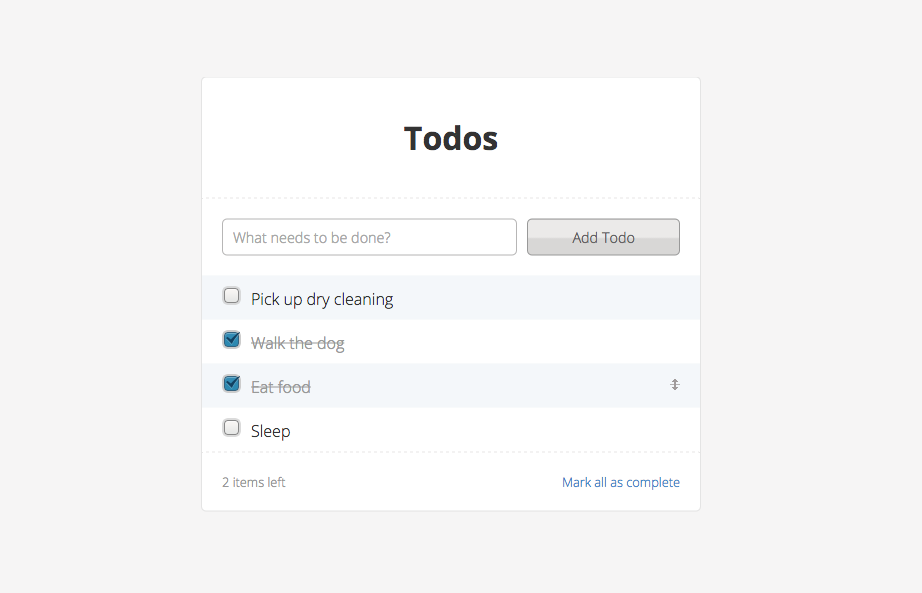 Todos
What needs to be done?
Add Todo
Pick up dry cleaning
Walk the dog
Eat food
Sleep
2 items left
Mark all as complete